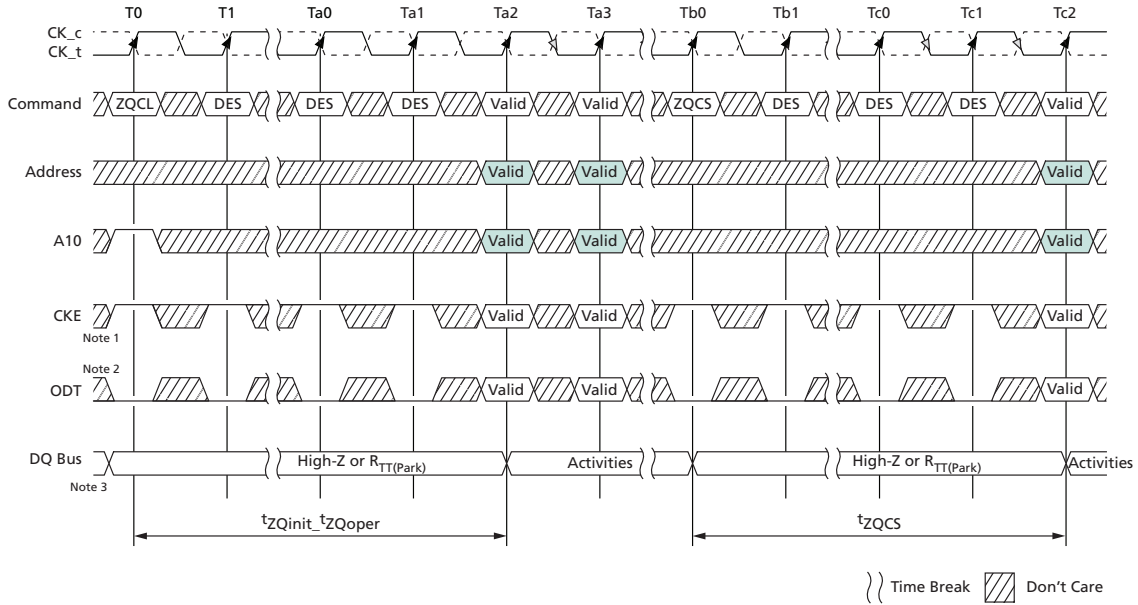 T0 T1 Ta0 Ta1 Ta2 Ta3 Tb0 Tb1 Tc0 Tc1 Tc2
CK_c
CK_t
Command ZQCL DES DES DES Valid Valid ZQCS DES DES DES Valid
Address Valid Valid Valid
A10 Valid Valid Valid
CKE Valid Valid Valid
Note 1
Note 2
ODT Valid Valid Valid
DQ Bus High-Z or RTT(Park) Activities High-Z or RTT(Park) Activities
Note 3
tZQinit_tZQoper tZQCS
Time Break Don't Care